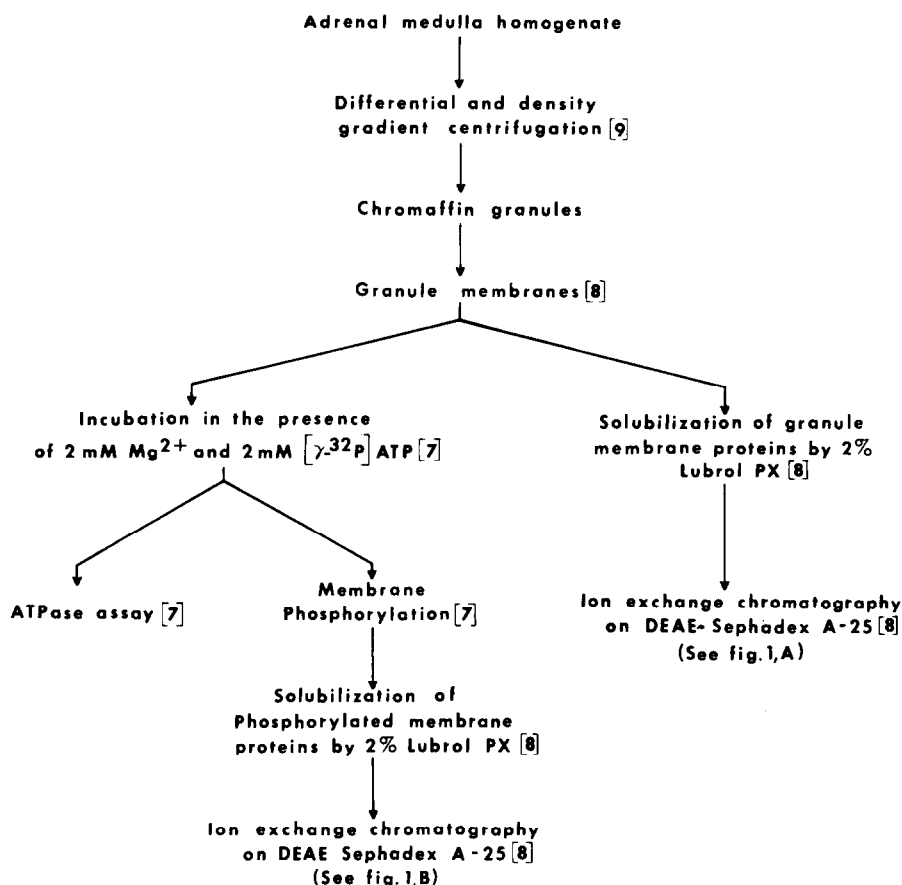 Adrenal medulla homogenate
Differential and density
gradient centrifugation [9]
Chromaffin granules
Granule membranes [8]
Incubation in the presence
of 2 mM Mg2+ and 2 mM [γ-32P] ATP [7]
Solubilization of granule
membrane proteins by 2%
Lubrol PX [8]
ATPase assay [7]
Membrane
Phosphorylation [7]
Ion exchange chromatography
on DEAE-Sephadex A-25 [8]
(See fig. 1, A)
Solubilization of
Phosphorylated membrane
proteins by 2% Lubrol PX [8]
Ion exchange chromatography
on DEAE Sephadex A-25 [8]
(See fig. 1, B)